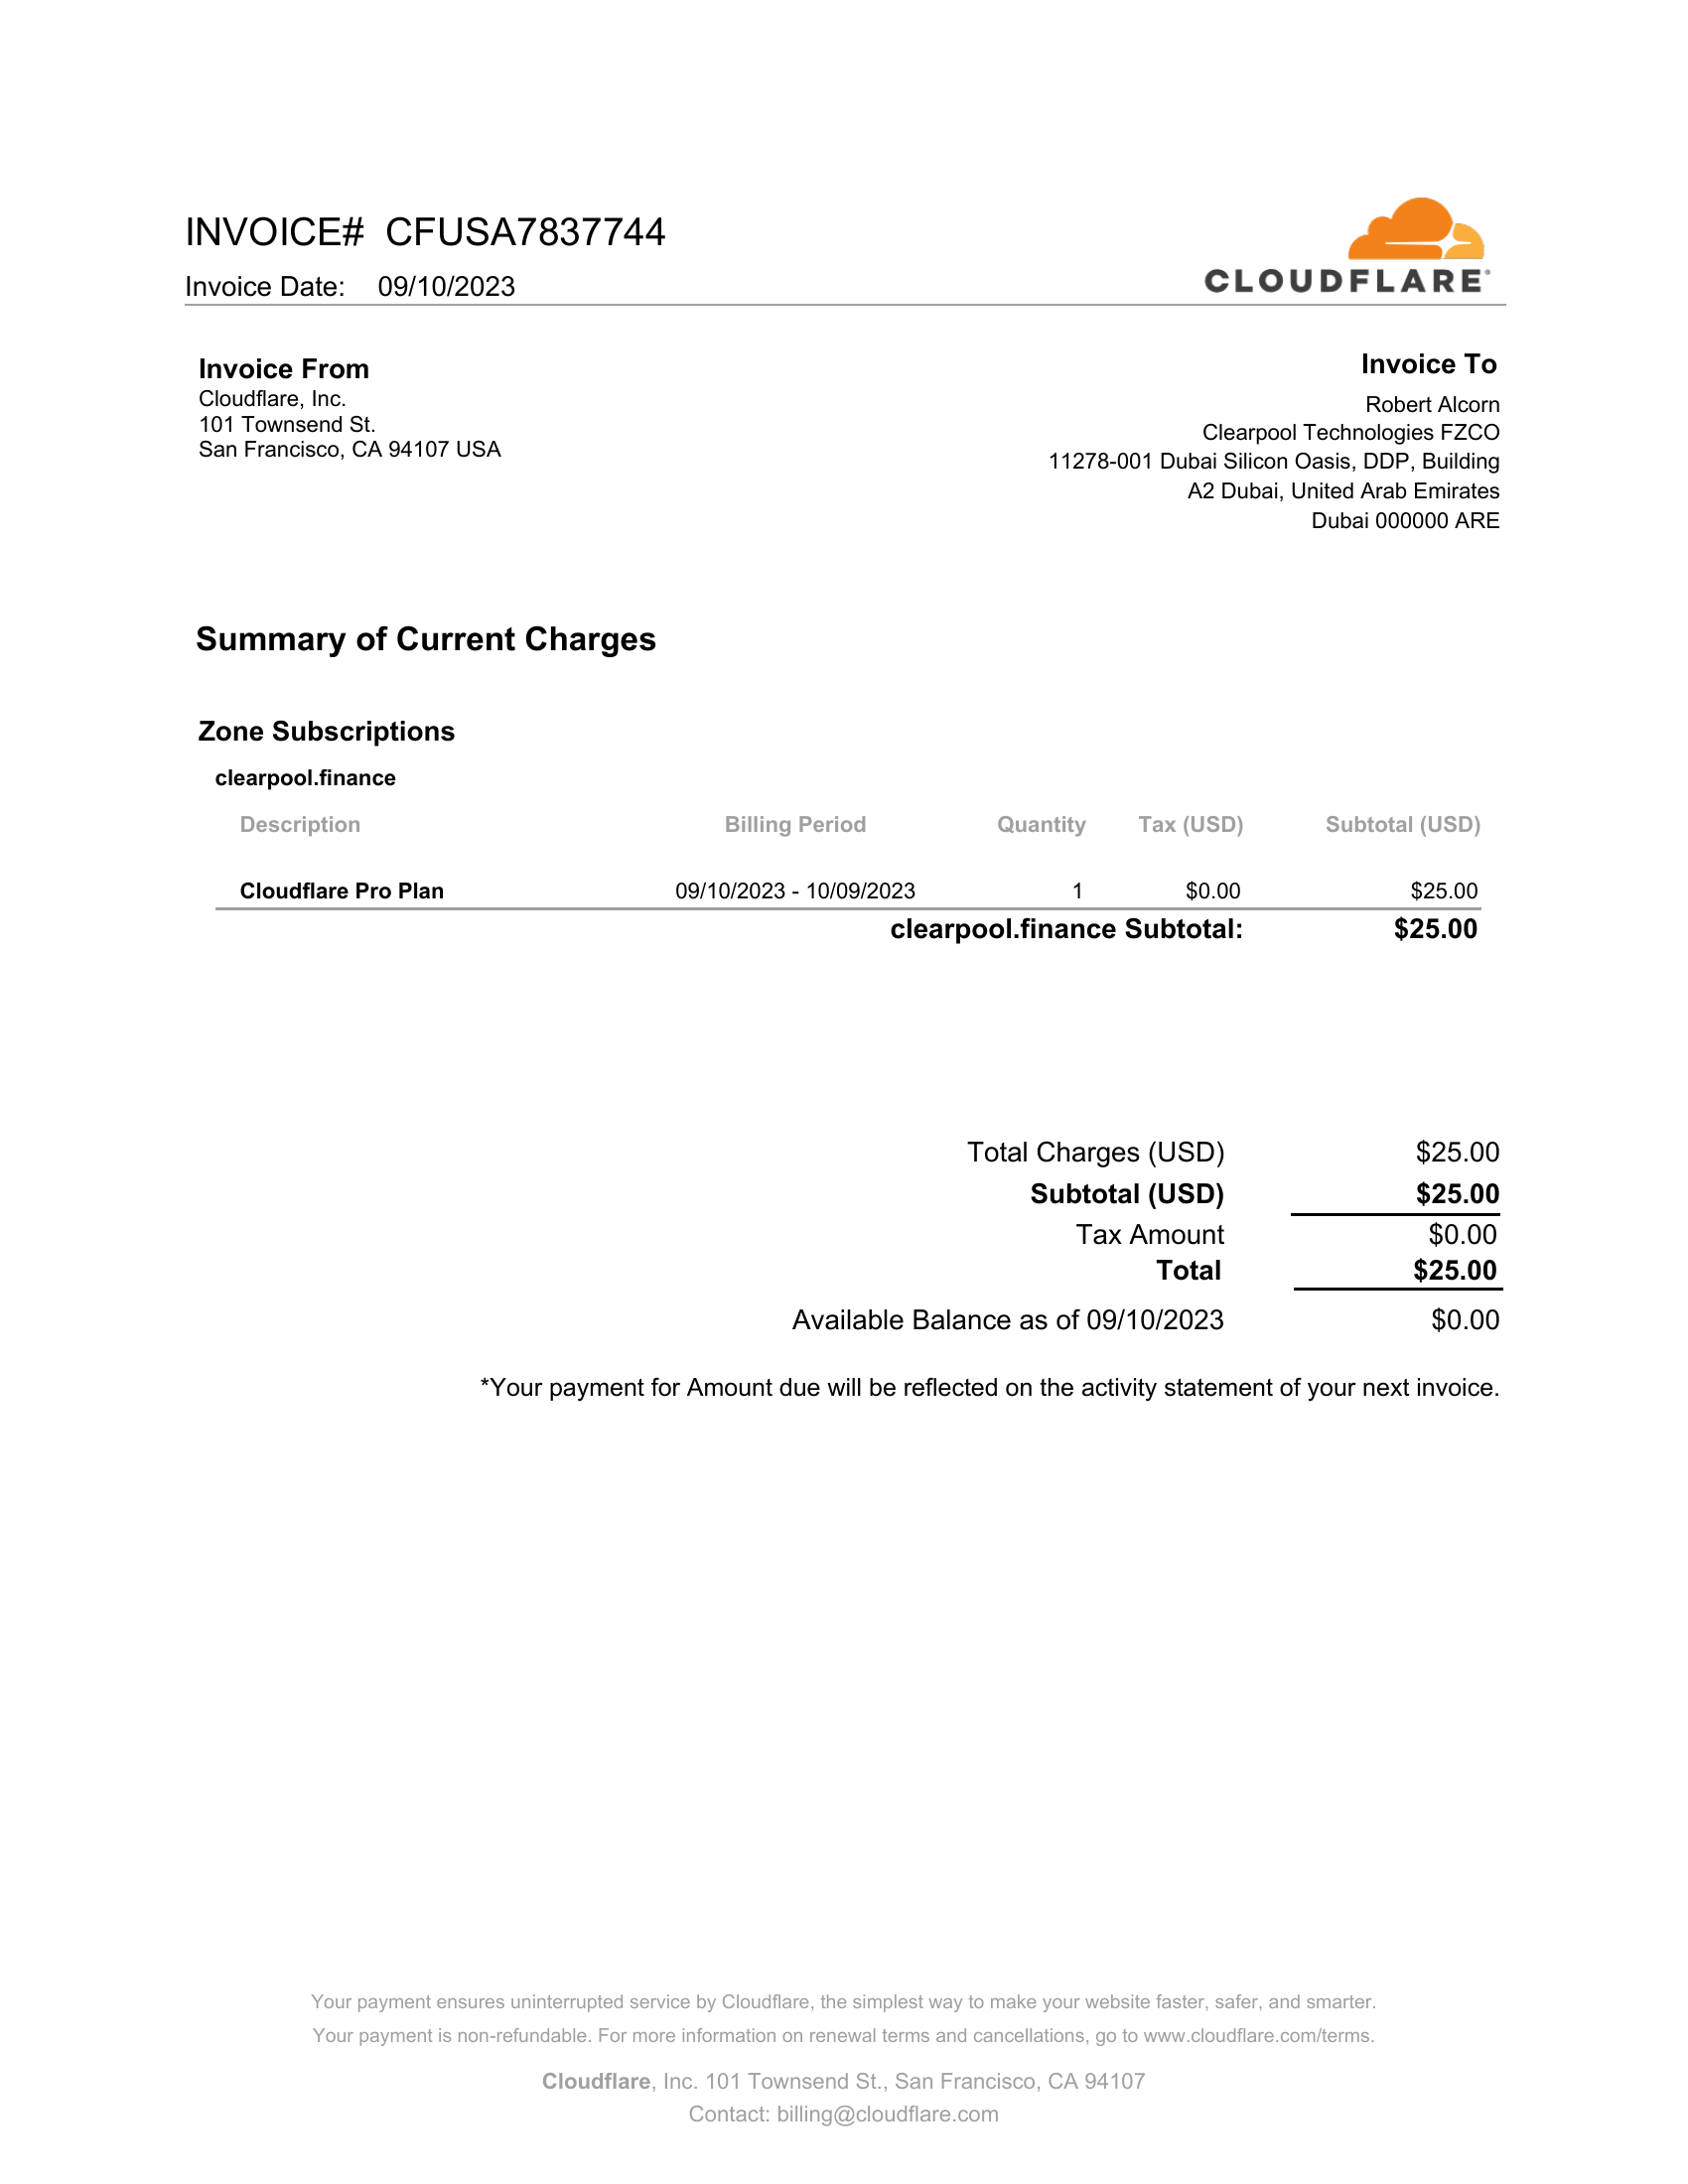 INVOICE# CFUSA7837744
Invoice Date: 09/10/2023
CLOUDFLARE®
Invoice From
Cloudflare, Inc.
101 Townsend St.
San Francisco, CA 94107 USA
Invoice To
Robert Alcorn
Clearpool Technologies FZCO
11278-001 Dubai Silicon Oasis, DDP, Building
A2 Dubai, United Arab Emirates
Dubai 000000 ARE
Summary of Current Charges
Zone Subscriptions
clearpool.finance
Description Billing Period Quantity Tax (USD) Subtotal (USD)
Cloudflare Pro Plan 09/10/2023 - 10/09/2023 1 $0.00 $25.00
clearpool.finance Subtotal: $25.00
Total Charges (USD) $25.00
Subtotal (USD) $25.00
Tax Amount $0.00
Total $25.00
Available Balance as of 09/10/2023 $0.00
*Your payment for Amount due will be reflected on the activity statement of your next invoice.
Your payment ensures uninterrupted service by Cloudflare, the simplest way to make your website faster, safer, and smarter.
Your payment is non-refundable. For more information on renewal terms and cancellations, go to www.cloudflare.com/terms.
Cloudflare, Inc. 101 Townsend St., San Francisco, CA 94107
Contact: billing@cloudflare.com